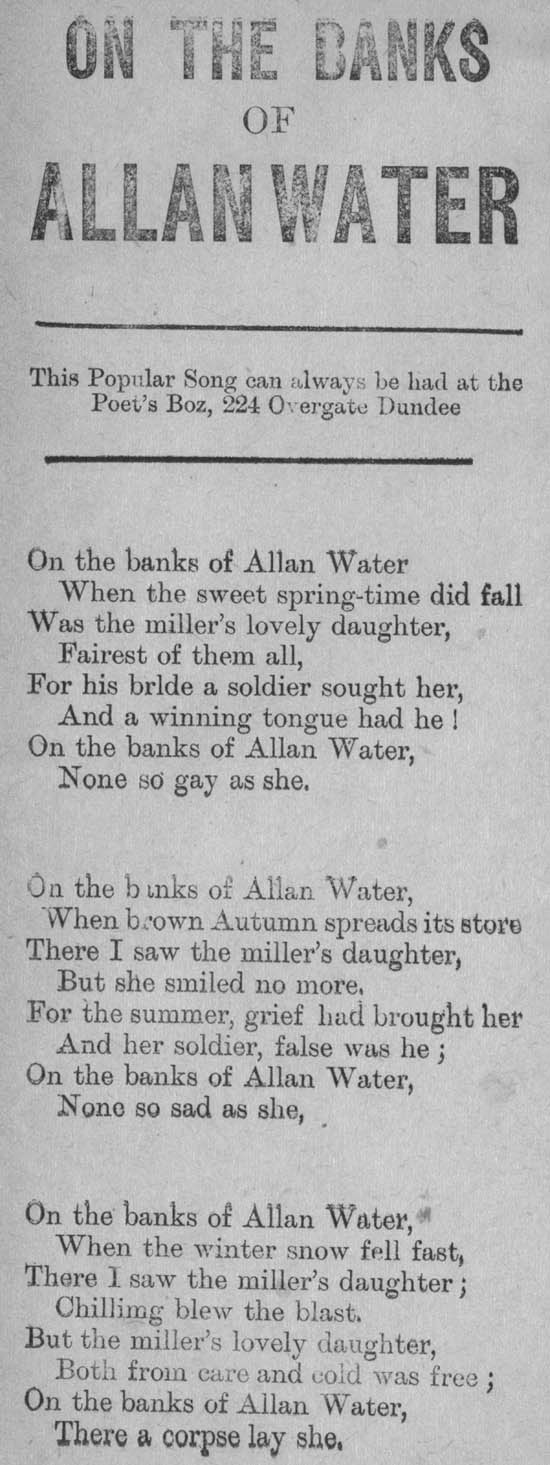 ON THE BANKS
OF
ALLAN WATER
This Popular Song can always be had at the
Poet's Boz, 224 Overgate Dundee
On the banks of Allan Water
When the sweet spring-time did fall
Was the miller's lovely daughter,
Fairest of them all,
For his brlde a soldier sought her,
And a winning tongue had he !
On the banks of Allan Water,
None so gay as she.
On the banks of Allan Water,
When brown Autumn spreads its store
There I saw the miller's daughter,
But she smiled no more.
For the summer, grief had brought her
And her soldier, false was he ;
On the banks of Allan Water,
None so sad as she,
On the banks of Allan Water,
When the winter snow fell fast,
There I saw the miller's daughter ;
Chillimg blew the blast.
But the miller's lovely daughter,
Both from care and cold was free ;
On the banks of Allan Water,
There a corpse lay she.